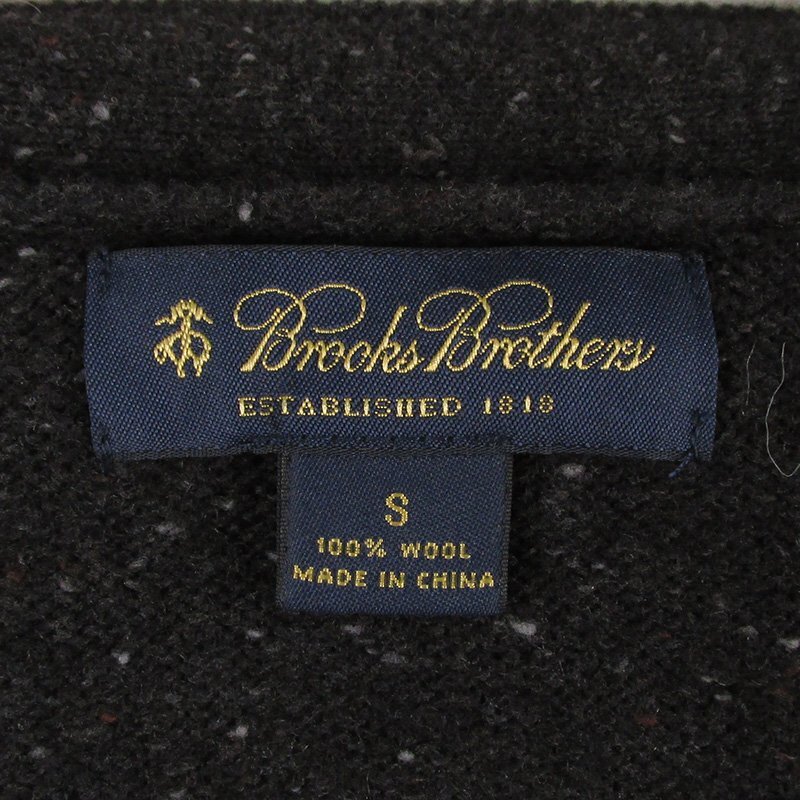 Brooks Brothers
ESTABLISHED 1818
S
100% WOOL
MADE IN CHINA